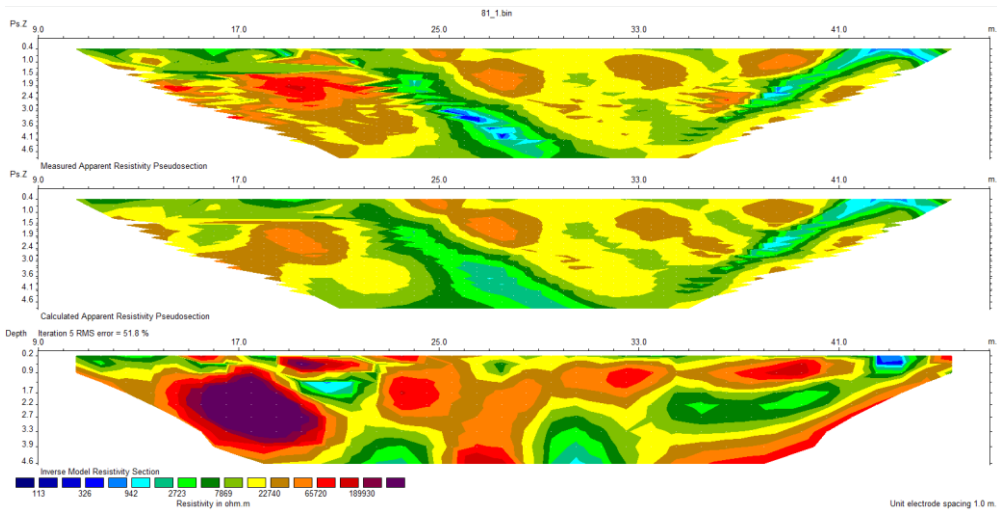 81_1.bin
Ps.Z 9.0 17.0 25.0 33.0 41.0 m.
0.4
1.0
1.5
1.9
2.4
3.0
3.6
4.1
4.6
Measured Apparent Resistivity Pseudosection
Ps.Z 9.0 17.0 25.0 33.0 41.0 m.
0.4
1.0
1.5
1.9
2.4
3.0
3.6
4.1
4.6
Calculated Apparent Resistivity Pseudosection
Depth Iteration 5 RMS error = 51.8 %
9.0 17.0 25.0 33.0 41.0 m.
0.2
0.9
1.7
2.2
2.7
3.3
3.9
4.6
Inverse Model Resistivity Section
113 326 942 2723 7869 22740 65720 189930
Resistivity in ohm.m
Unit electrode spacing 1.0 m.